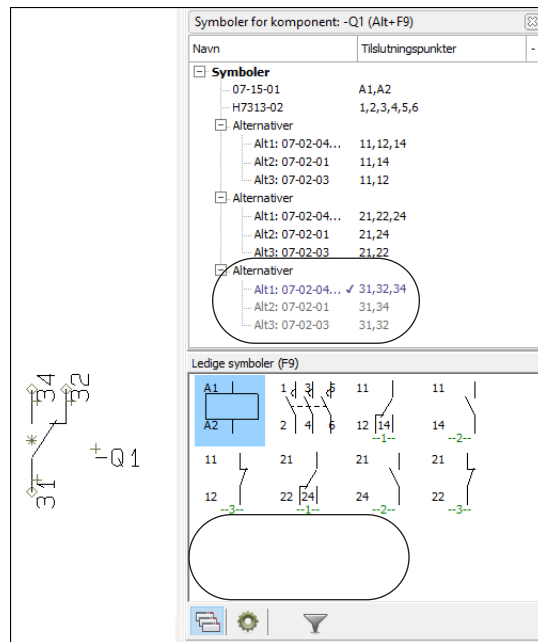 Symboler for komponent: -Q1 (Alt+F9)
Navn Tilslutningspunkter -
Symboler
07-15-01 A1,A2
H7313-02 1,2,3,4,5,6
Alternativer
Alt1: 07-02-04... 11,12,14
Alt2: 07-02-01 11,14
Alt3: 07-02-03 11,12
Alternativer
Alt1: 07-02-04... 21,22,24
Alt2: 07-02-01 21,24
Alt3: 07-02-03 21,22
Alternativer
Alt1: 07-02-04... ✓ 31,32,34
Alt2: 07-02-01 31,34
Alt3: 07-02-03 31,32
34 32
-Q1
31
Ledige symboler (F9)
A1 1 3 5 11 11
A2 2 4 6 12 14 14
--1-- --2--
11 21 21 21
12 22 24 24 22
--3-- --1-- --2-- --3--